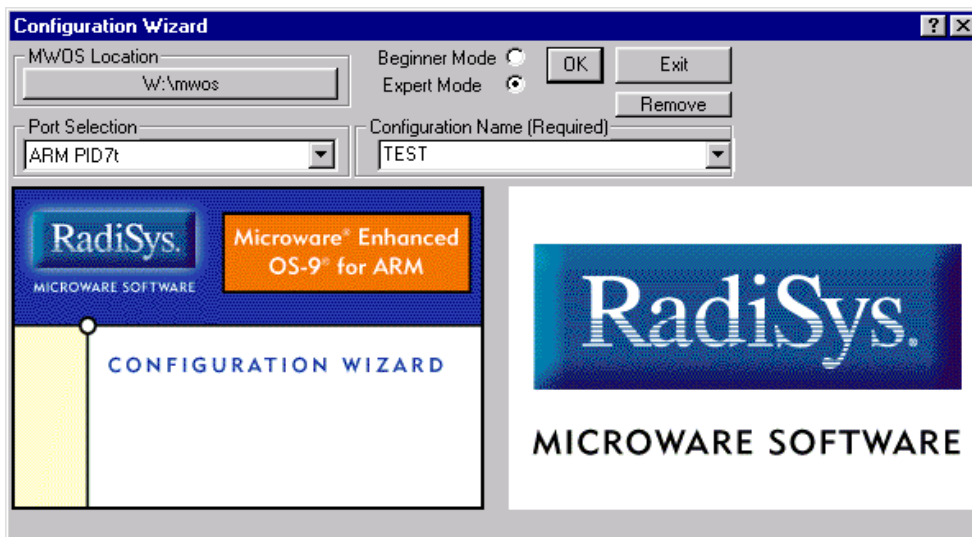 Configuration Wizard
MWOS Location
W:\mwos
Beginner Mode
Expert Mode
OK
Exit
Remove
Port Selection
ARM PID7t
Configuration Name (Required)
TEST
RadiSys.
MICROWARE SOFTWARE
Microware® Enhanced
OS-9® for ARM
CONFIGURATION WIZARD
RadiSys.®
MICROWARE SOFTWARE